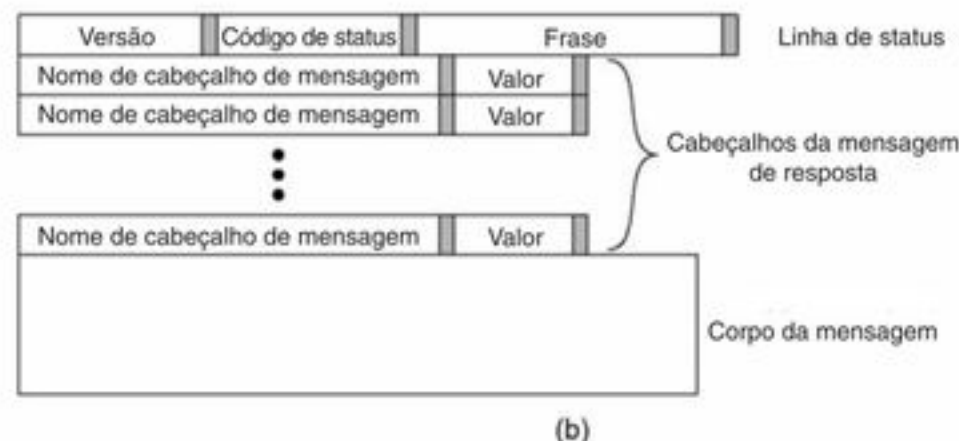 Versão Código de status Frase Linha de status
Nome de cabeçalho de mensagem Valor
Nome de cabeçalho de mensagem Valor
Cabeçalhos da mensagem
de resposta
Nome de cabeçalho de mensagem Valor
Corpo da mensagem
(b)